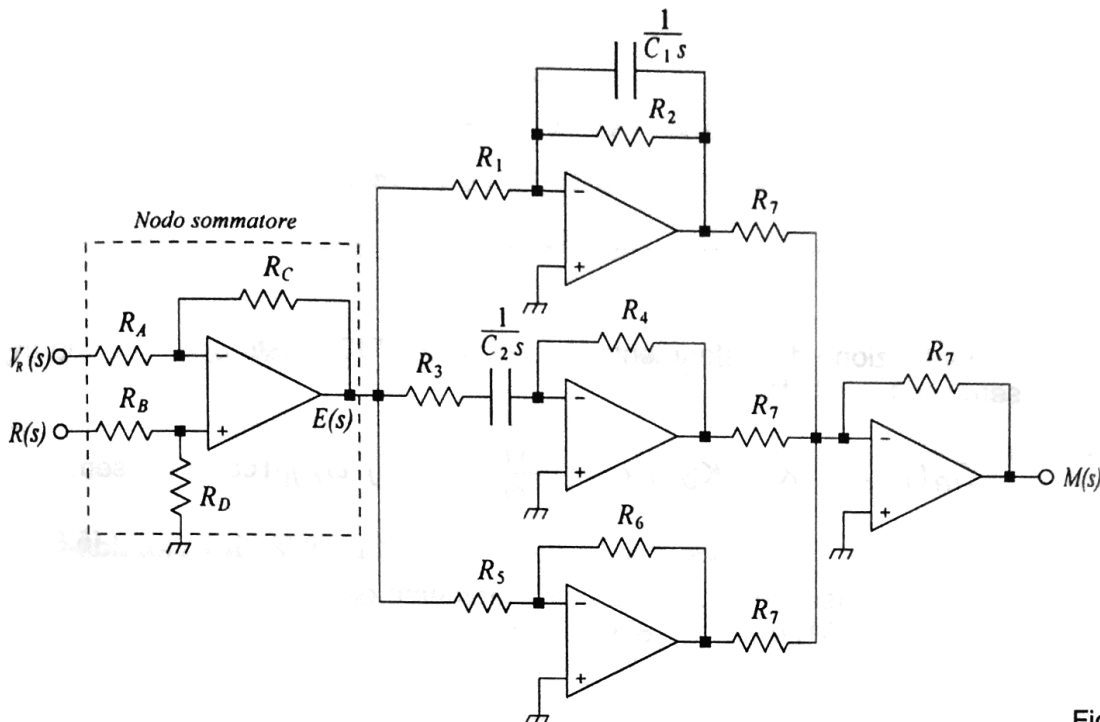 1
C₁s
R₂
R₁
R₇
Nodo sommatore
R_C
R_A
V_R(s)
R_B
R(s)
R_D
E(s)
1
C₂s
R₃
R₄
R₇
R₇
M(s)
R₆
R₅
R₇
− + − + − + − + − +